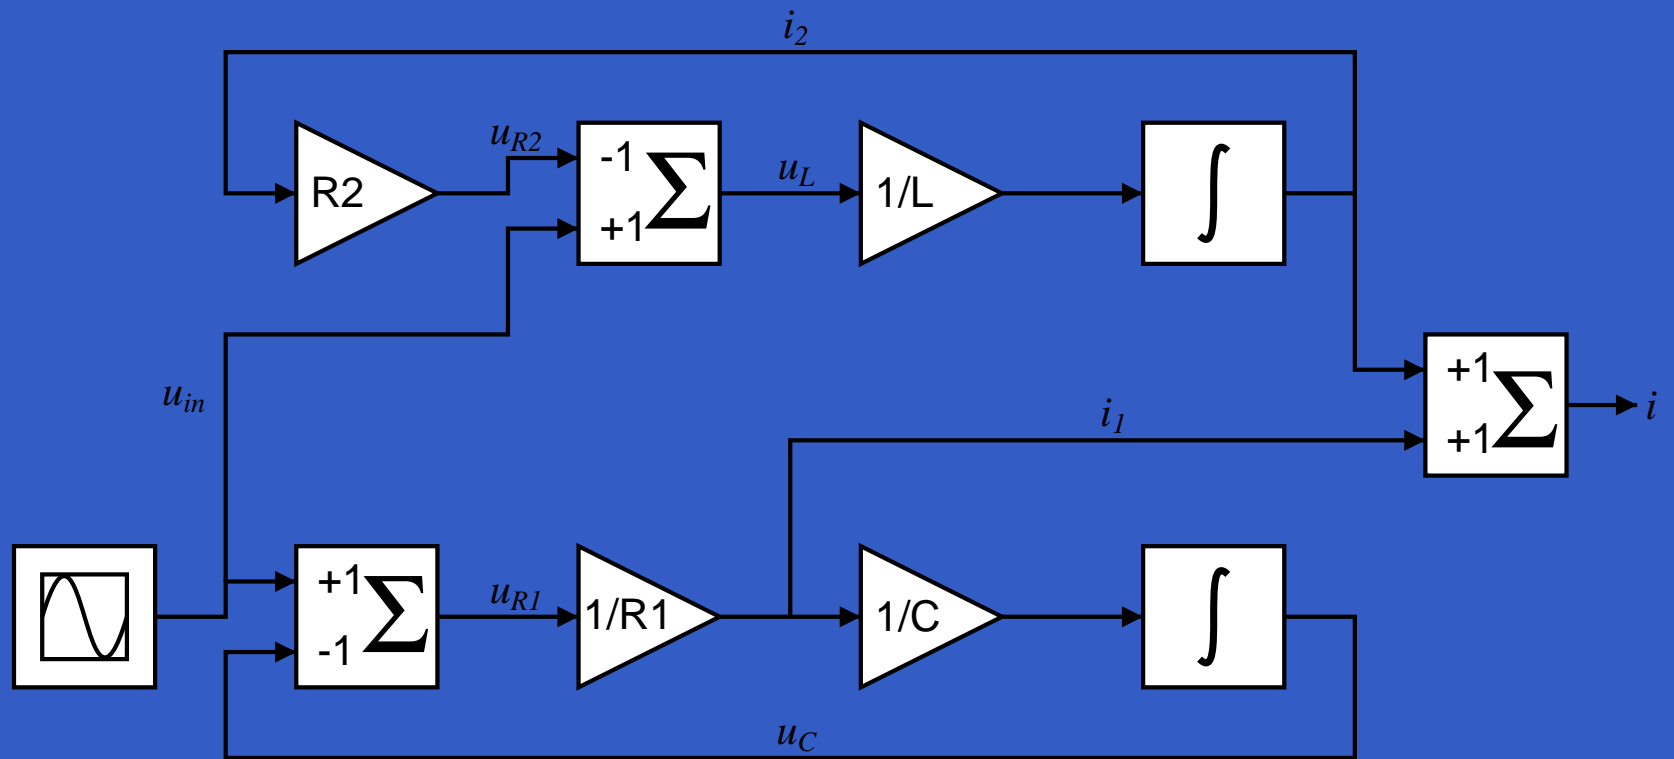 i2
R2
uR2
-1
+1
Σ
uL
1/L
∫
uin
+1
+1
Σ
i
i1
+1
-1
Σ
uR1
1/R1
1/C
∫
uC